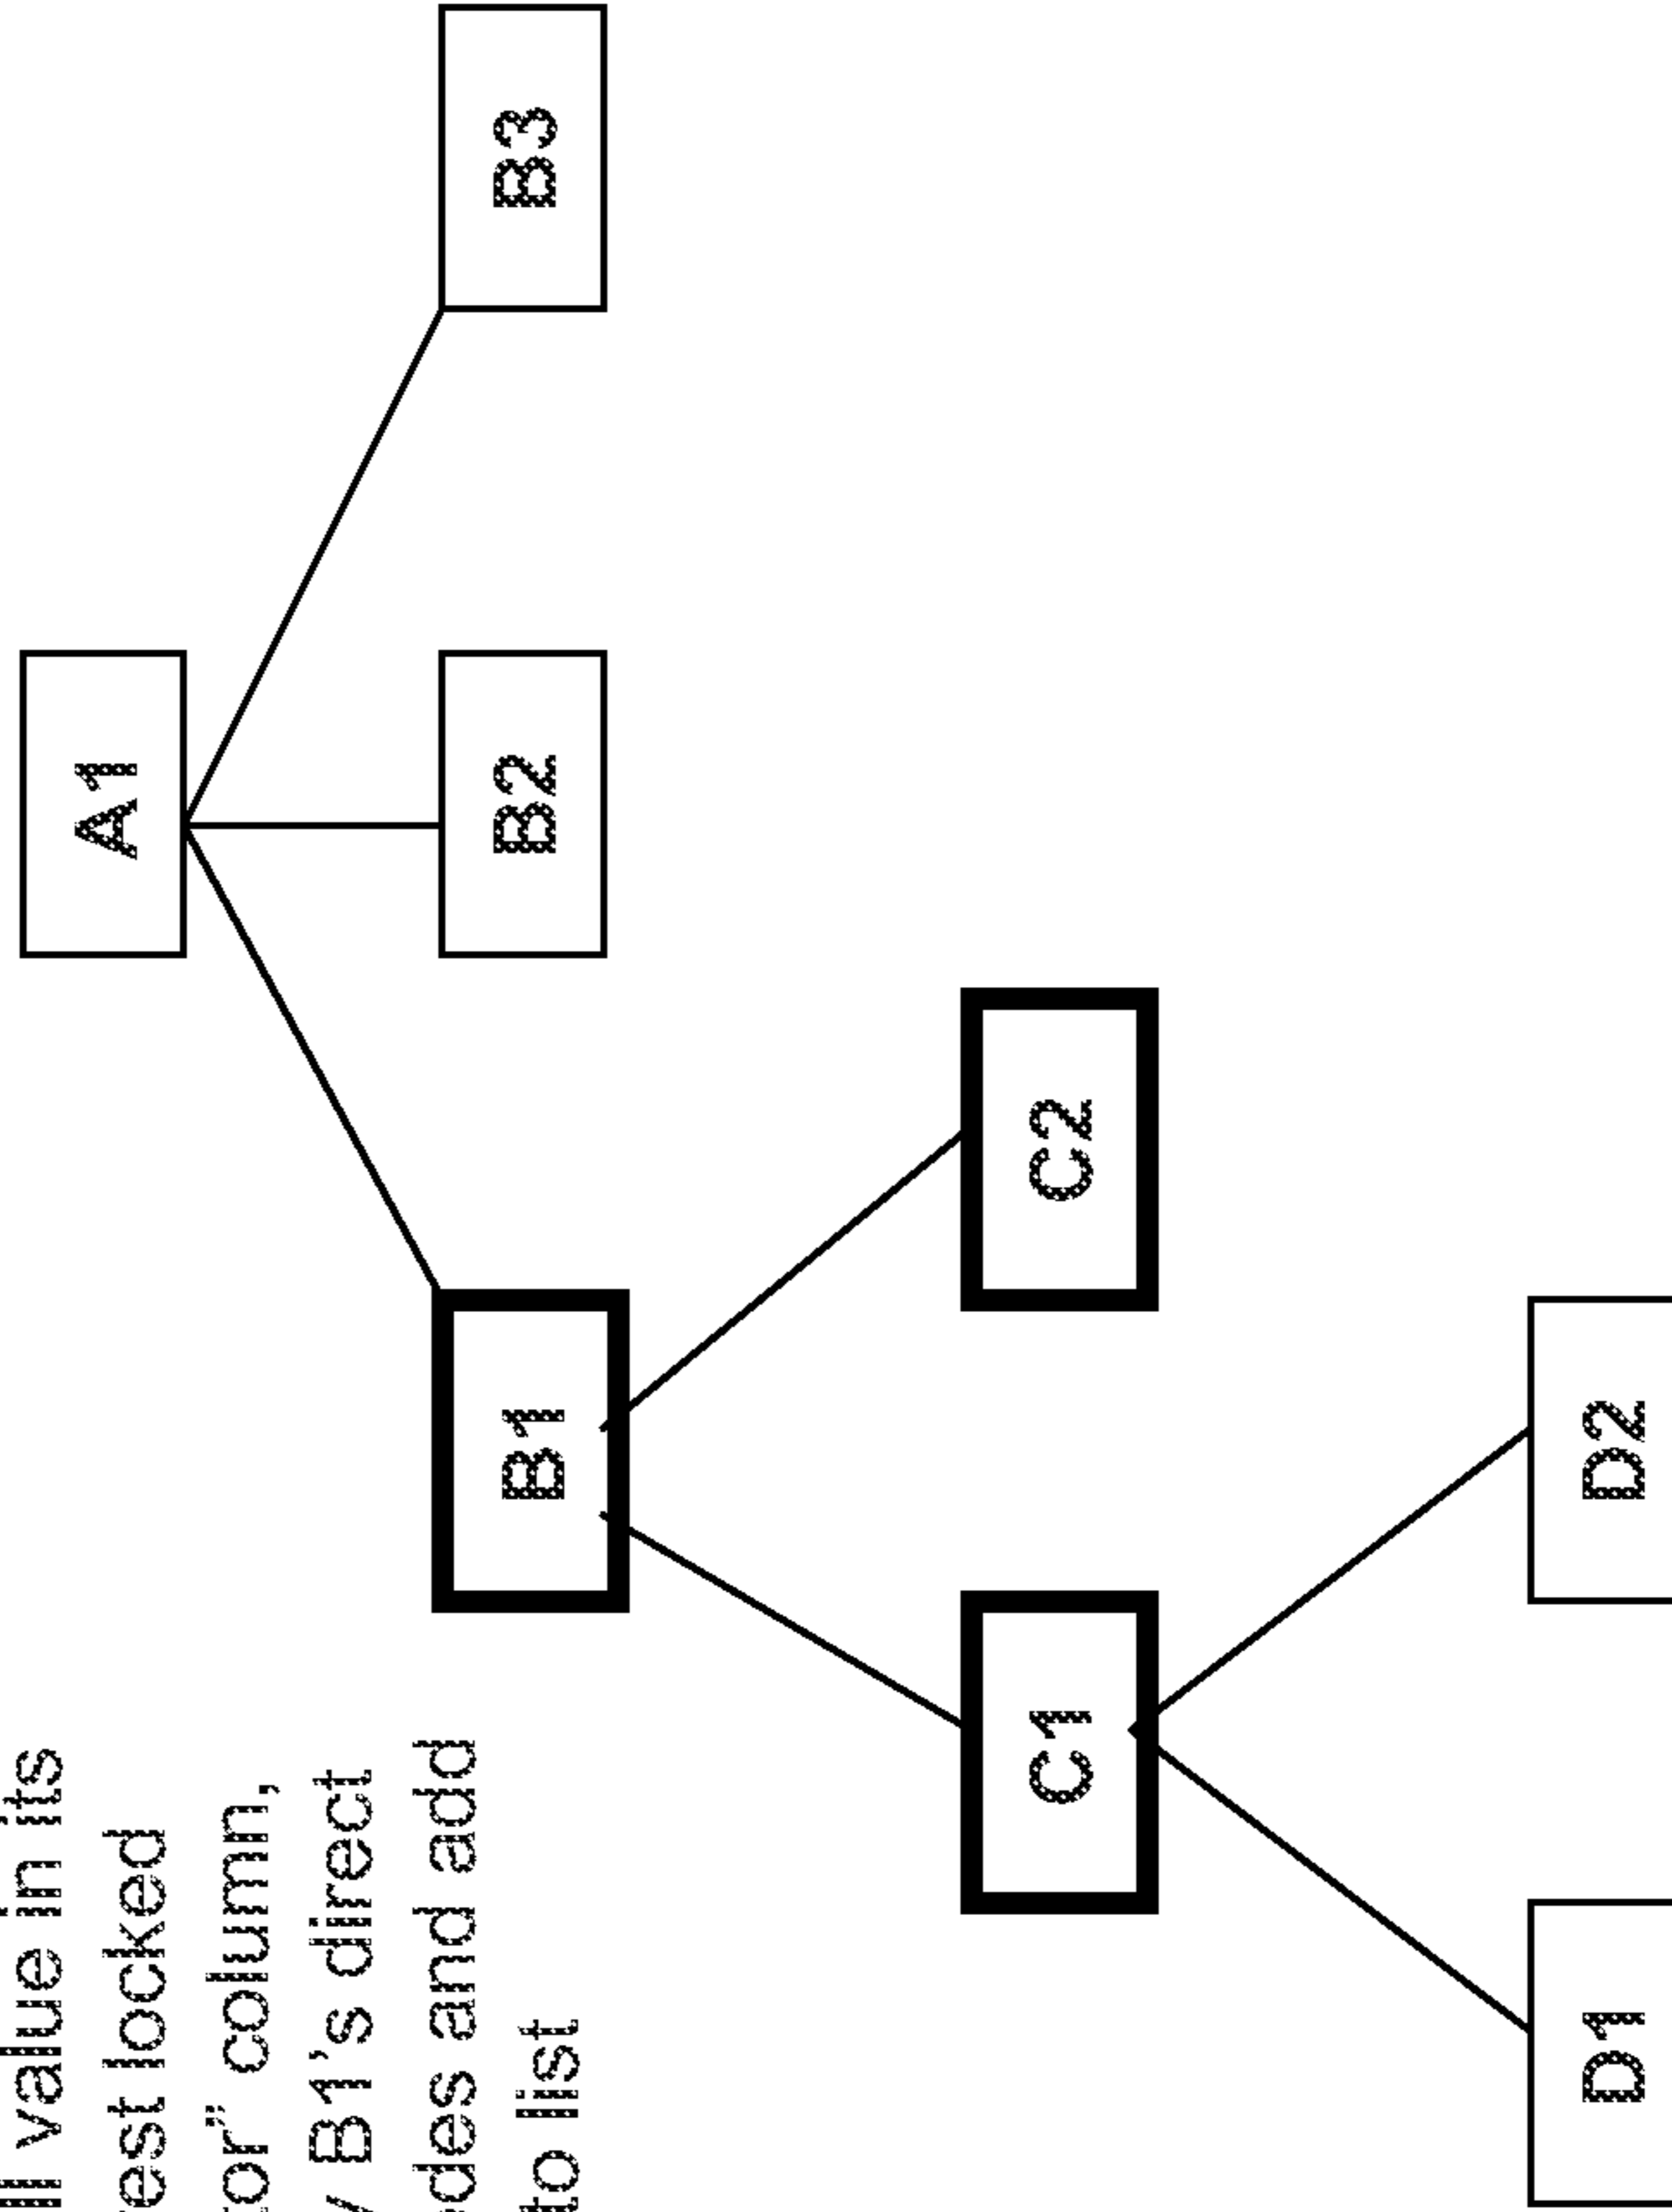 ll value in its
est locked
or” column,
y B1’s direct
des and add
to list
A1
B1
B2
B3
C1
C2
D1
D2